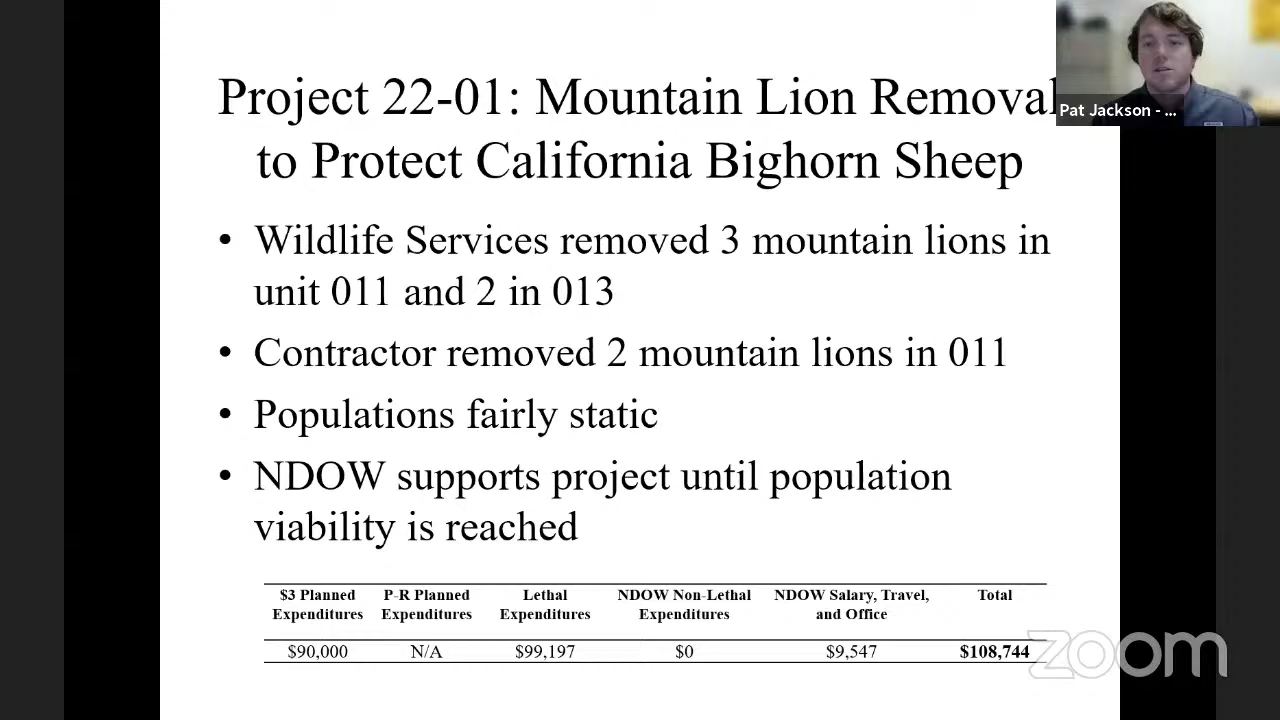 Project 22-01: Mountain Lion Removal
to Protect California Bighorn Sheep
Pat Jackson - ...
• Wildlife Services removed 3 mountain lions in
unit 011 and 2 in 013
• Contractor removed 2 mountain lions in 011
• Populations fairly static
• NDOW supports project until population
viability is reached
$3 Planned Expenditures P-R Planned Expenditures Lethal Expenditures NDOW Non-Lethal Expenditures NDOW Salary, Travel, and Office Total
$90,000 N/A $99,197 $0 $9,547 $108,744
zoom